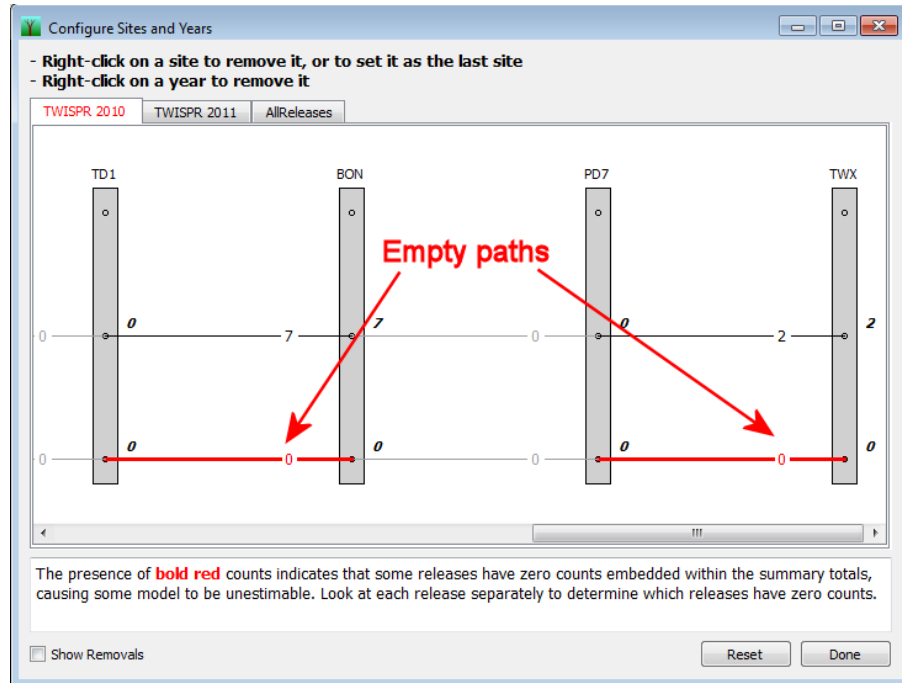 Configure Sites and Years
- Right-click on a site to remove it, or to set it as the last site
- Right-click on a year to remove it
TWISPR 2010 TWISPR 2011 AllReleases
TD1 BON PD7 TWX
Empty paths
0 0 7 7 0 0 2 2
0 0 0 0 0 0 0 0
The presence of bold red counts indicates that some releases have zero counts embedded within the summary totals,
causing some model to be unestimable. Look at each release separately to determine which releases have zero counts.
Show Removals Reset Done